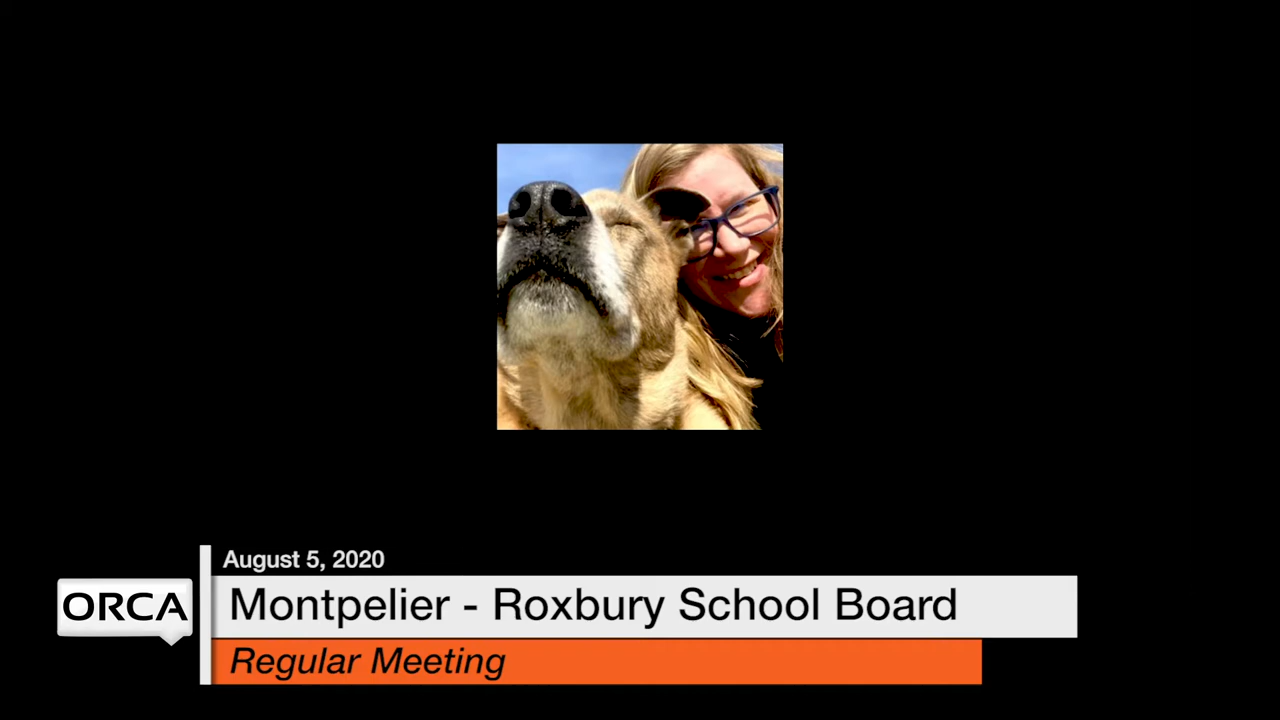 August 5, 2020
ORCA
Montpelier - Roxbury School Board
Regular Meeting